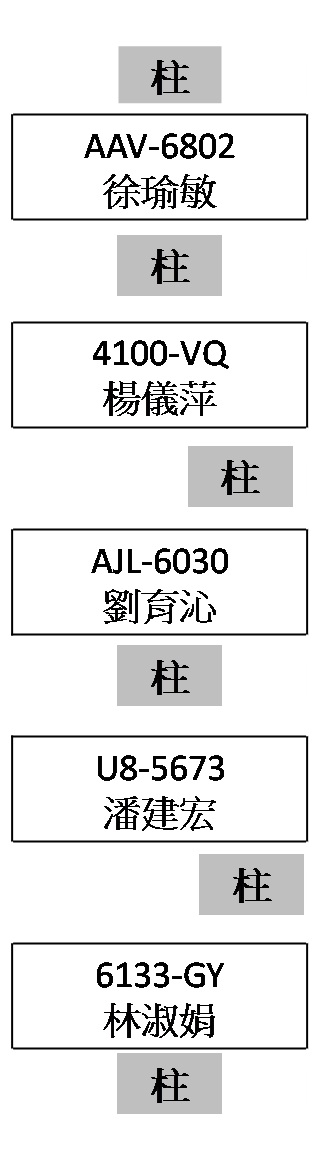 柱
AAV-6802
徐瑜敏
柱
4100-VQ
楊儀萍
柱
AJL-6030
劉育沁
柱
U8-5673
潘建宏
柱
6133-GY
林淑娟
柱